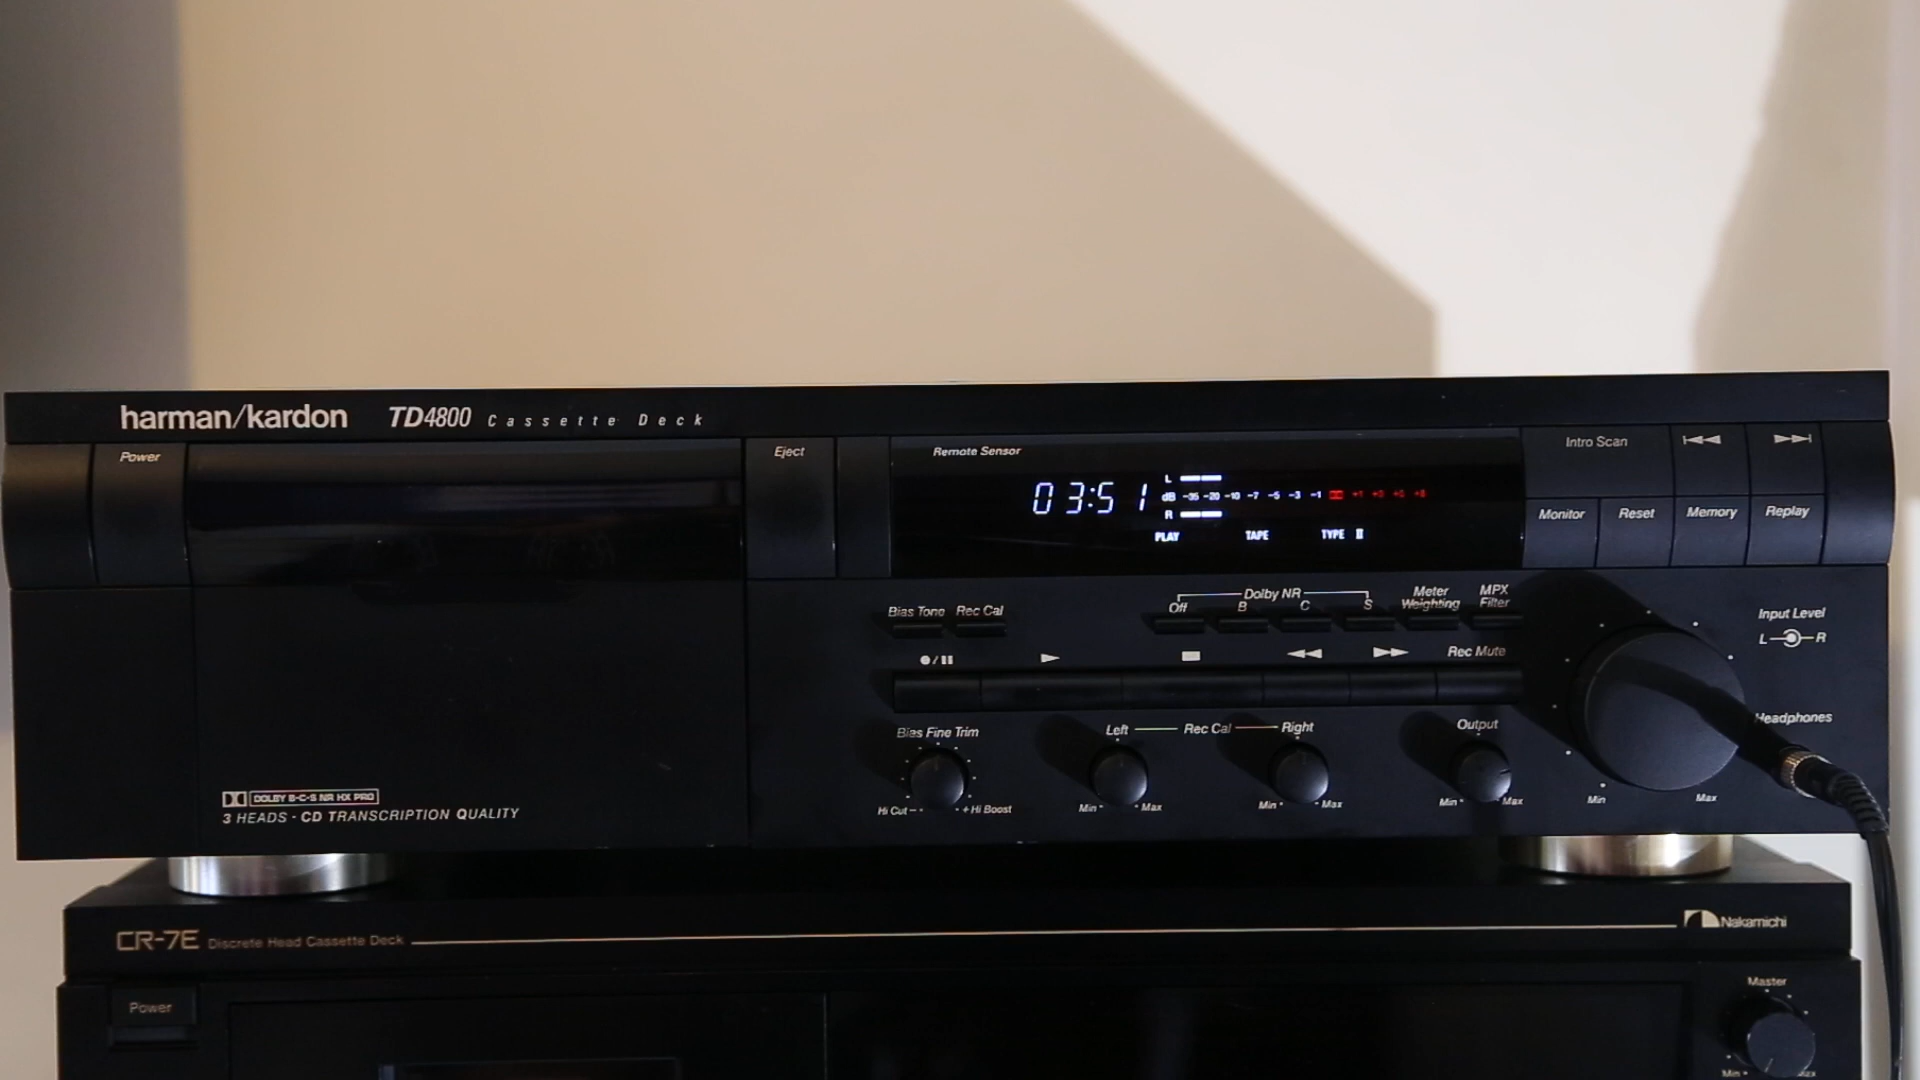 harman/kardon TD4800 Cassette Deck
Power
Eject
Remote Sensor
03:51
L
dB -35 -20 -10 -7 -5 -3 -1
R
PLAY TAPE TYPE II
Intro Scan
Monitor Reset Memory Replay
Bias Tone Rec Cal
Dolby NR
Off B C S
Meter Weighting
MPX Filter
Input Level
L R
Rec Mute
Headphones
Bias Fine Trim
Hi Cut - + Hi Boost
Left Rec Cal Right
Min Max
Min Max
Output
Min Max
Min Max
DOLBY B-C-S NR HX PRO
3 HEADS · CD TRANSCRIPTION QUALITY
CR-7E Discrete Head Cassette Deck
Nakamichi
Power
Master
Min